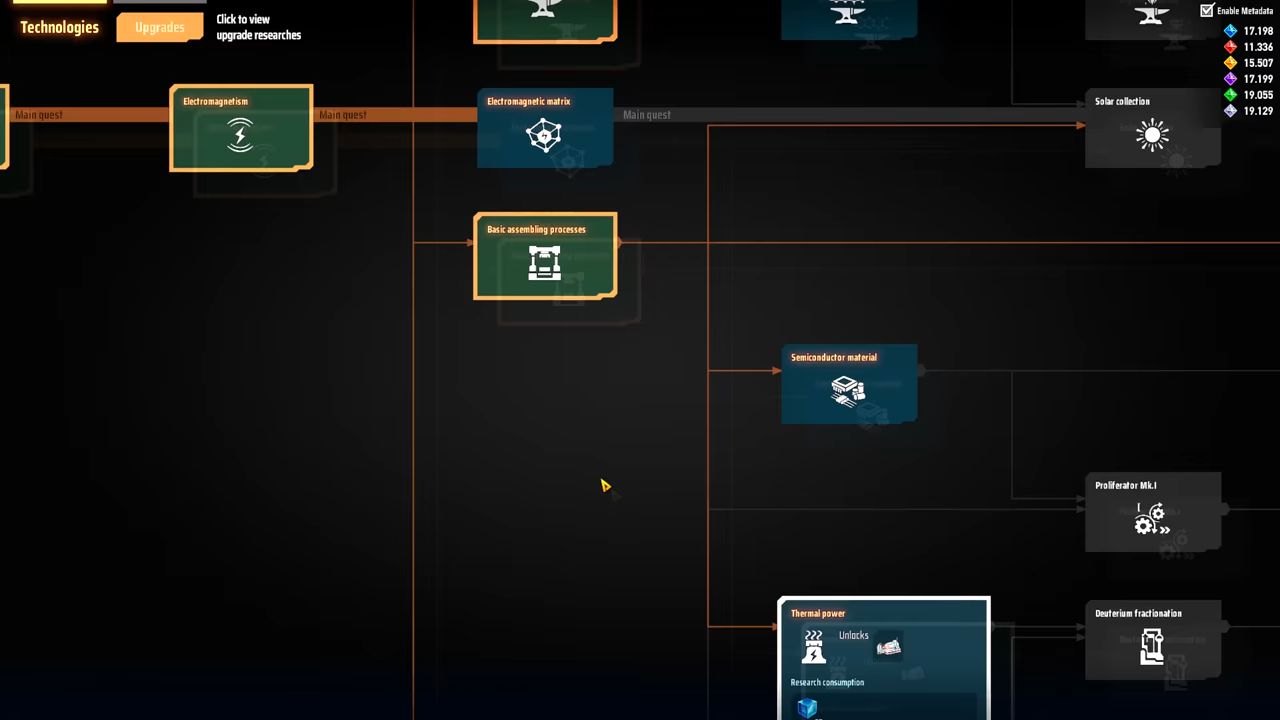 Technologies
Upgrades
Click to view
upgrade researches
Enable Metadata
17.198
11.336
15.507
17.199
19.055
19.129
Main quest
Electromagnetism
Main quest
Electromagnetic matrix
Main quest
Solar collection
Basic assembling processes
Semiconductor material
Proliferator Mk.I
Thermal power
Unlocks
Research consumption
Deuterium fractionation